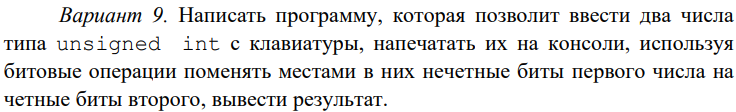 Вариант 9. Написать программу, которая позволит ввести два числа
типа unsigned int с клавиатуры, напечатать их на консоли, используя
битовые операции поменять местами в них нечетные биты первого числа на
четные биты второго, вывести результат.